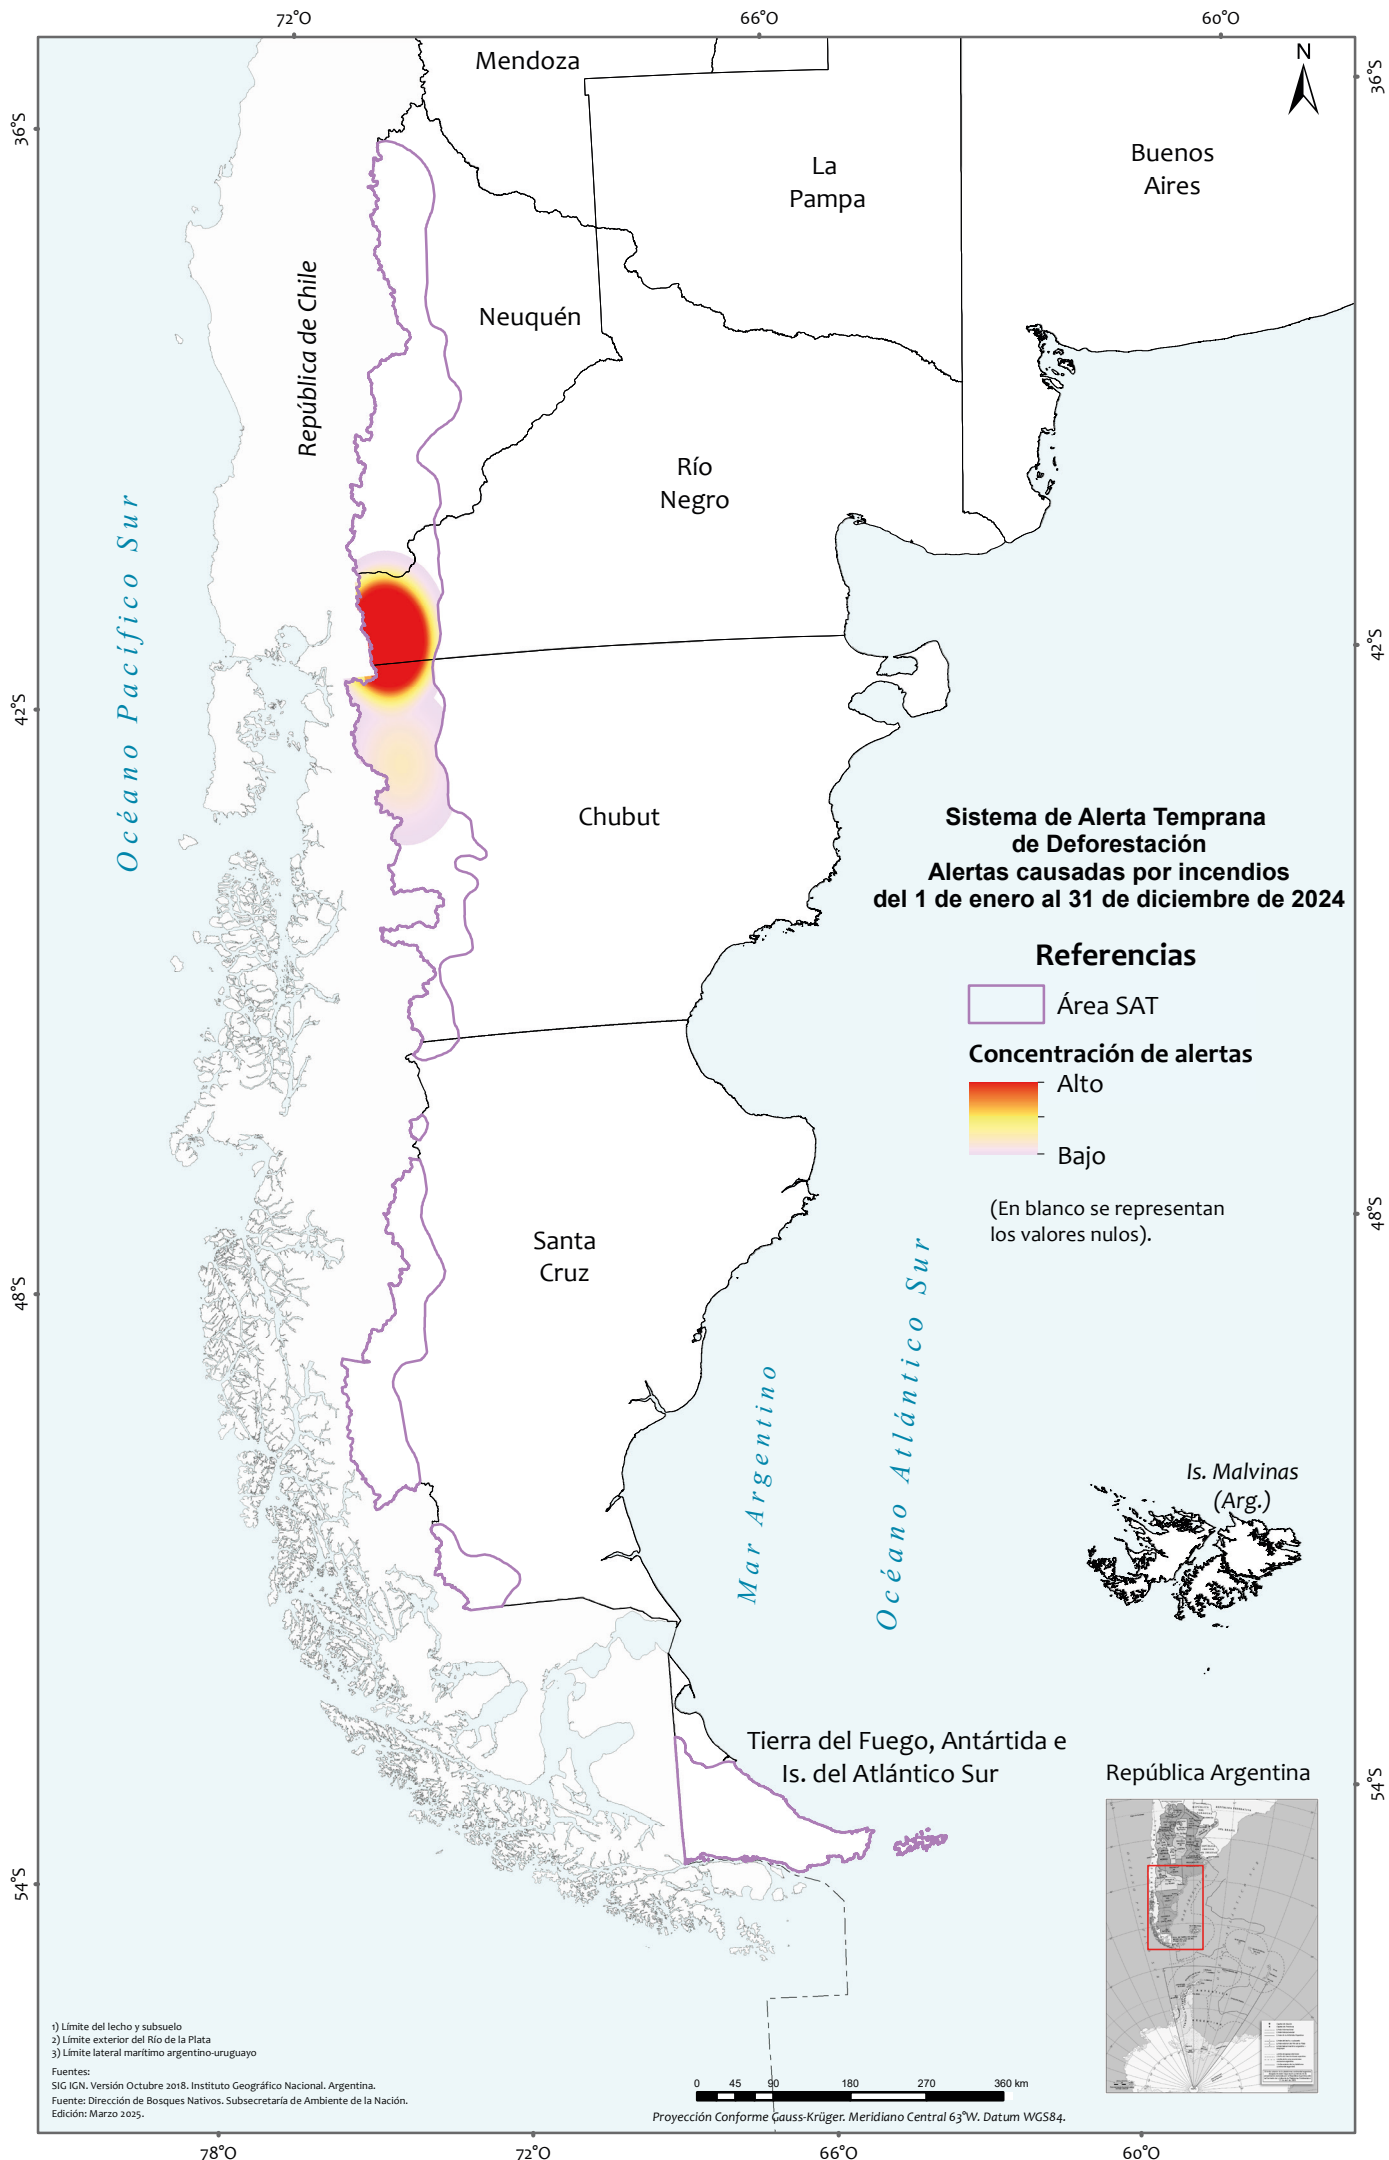 72°O
66°O
60°O
36°S
36°S
42°S
42°S
48°S
48°S
54°S
54°S
N
Mendoza
La
Pampa
Buenos
Aires
República de Chile
Neuquén
Río
Negro
Océano Pacífico Sur
Chubut
Sistema de Alerta Temprana
de Deforestación
Alertas causadas por incendios
del 1 de enero al 31 de diciembre de 2024
Referencias
Área SAT
Concentración de alertas
Alto
Bajo
(En blanco se representan
los valores nulos).
Santa
Cruz
Mar Argentino
Océano Atlántico Sur
Is. Malvinas
(Arg.)
Tierra del Fuego, Antártida e
Is. del Atlántico Sur
República Argentina
1) Límite del lecho y subsuelo
2) Límite exterior del Río de la Plata
3) Límite lateral marítimo argentino-uruguayo
Fuentes:
SIG IGN. Versión Octubre 2018. Instituto Geográfico Nacional. Argentina.
Fuente: Dirección de Bosques Nativos. Subsecretaría de Ambiente de la Nación.
Edición: Marzo 2025.
0 45 90 180 270 360 km
Proyección Conforme Gauss-Krüger. Meridiano Central 63°W. Datum WGS84.
78°O
72°O
66°O
60°O